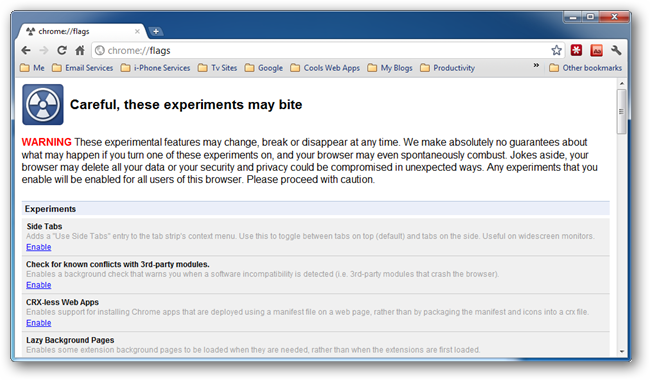 chrome://flags
chrome://flags
Me Email Services i-Phone Services Tv Sites Google Cools Web Apps My Blogs Productivity » Other bookmarks
Careful, these experiments may bite
WARNING These experimental features may change, break or disappear at any time. We make absolutely no guarantees about
what may happen if you turn one of these experiments on, and your browser may even spontaneously combust. Jokes aside, your
browser may delete all your data or your security and privacy could be compromised in unexpected ways. Any experiments that you
enable will be enabled for all users of this browser. Please proceed with caution.
Experiments
Side Tabs
Adds a "Use Side Tabs" entry to the tab strip's context menu. Use this to toggle between tabs on top (default) and tabs on the side. Useful on widescreen monitors.
Enable
Check for known conflicts with 3rd-party modules.
Enables a background check that warns you when a software incompatibility is detected (i.e. 3rd-party modules that crash the browser).
Enable
CRX-less Web Apps
Enables support for installing Chrome apps that are deployed using a manifest file on a web page, rather than by packaging the manifest and icons into a crx file.
Enable
Lazy Background Pages
Enables some extension background pages to be loaded when they are needed, rather than when the extensions are first loaded.